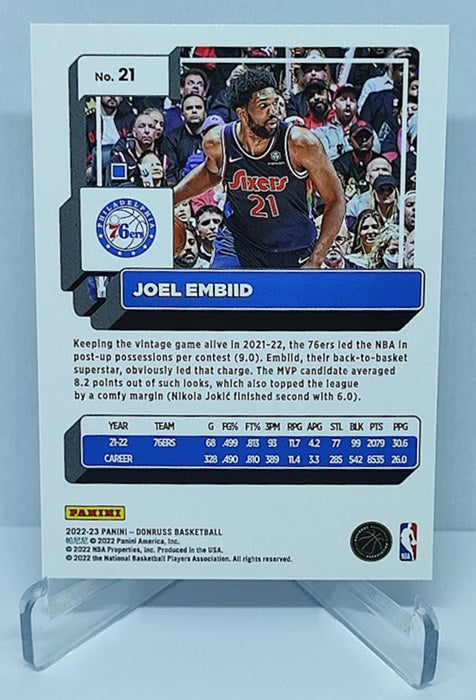 No. 21
SIXERS
21
PHILADELPHIA
76ers
JOEL EMBIID
Keeping the vintage game alive in 2021-22, the 76ers led the NBA in
post-up possessions per contest (9.0). Embiid, their back-to-basket
superstar, obviously led that charge. The MVP candidate averaged
8.2 points out of such looks, which also topped the league
by a comfy margin (Nikola Jokić finished second with 6.0).
YEAR TEAM G FG% FT% 3PM RPG APG STL BLK PTS PPG
21-22 76ERS 68 .499 .813 93 11.7 4.2 77 99 2079 30.6
CAREER 328 .490 .810 389 11.4 3.3 285 542 8535 26.0
PANINI
2022-23 PANINI – DONRUSS BASKETBALL
© 2022 Panini America, Inc.
© 2022 NBA Properties, Inc. Produced in the USA.
© 2022 the National Basketball Players Association. All rights reserved.
NBA